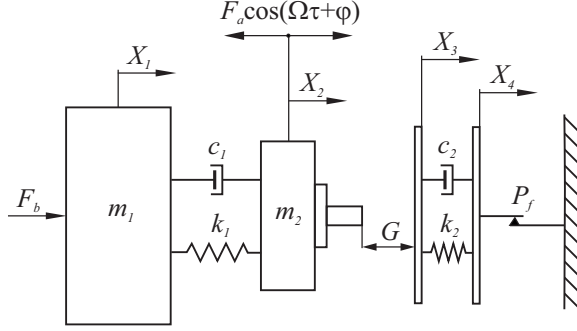 F_a cos(Ωτ+φ)
X_1
X_2
X_3
X_4
c_1
c_2
F_b
m_1
k_1
m_2
G
k_2
P_f